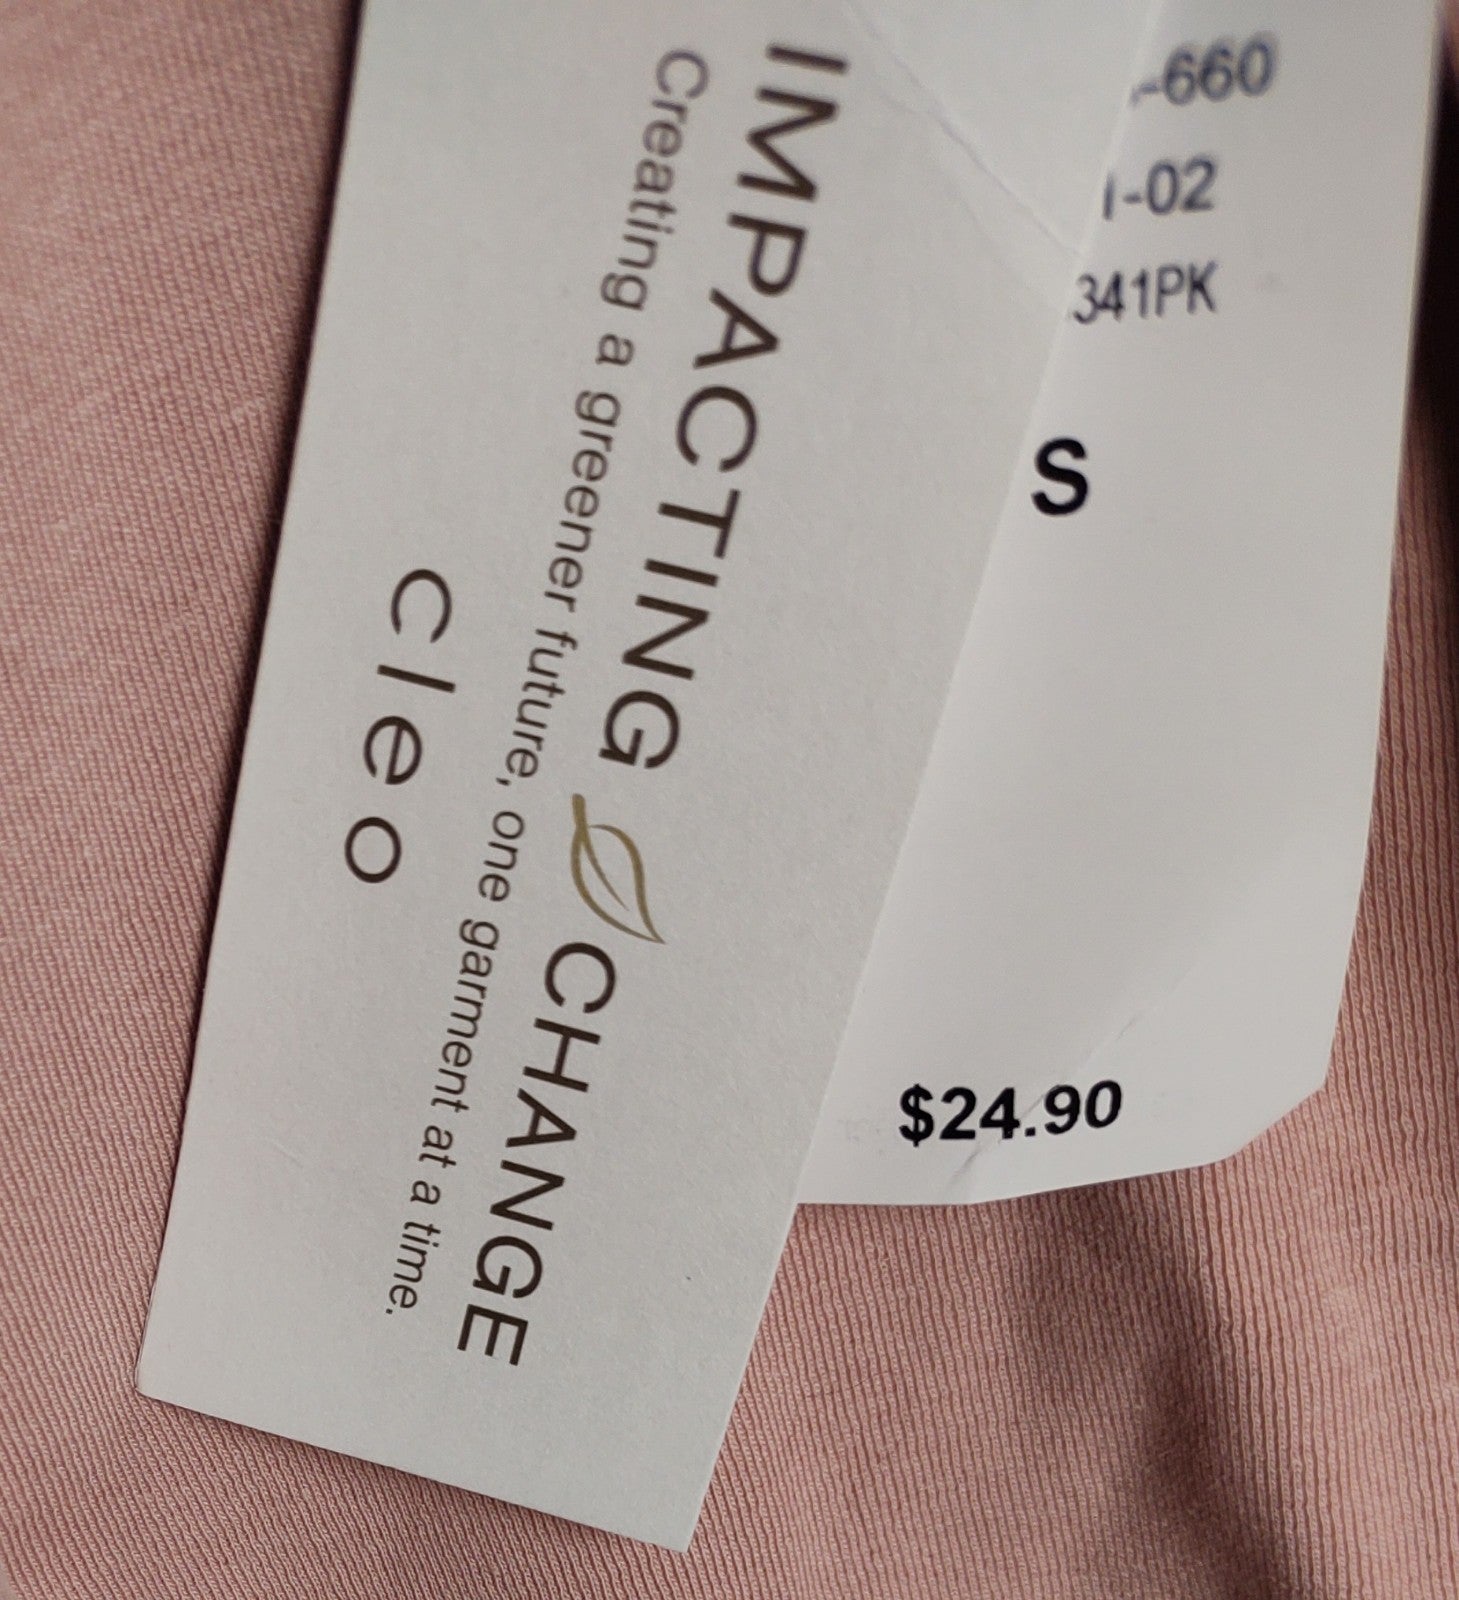 IMPACTING CHANGE
Creating a greener future, one garment at a time.
cleo
-660
-02
341PK
S
$24.90